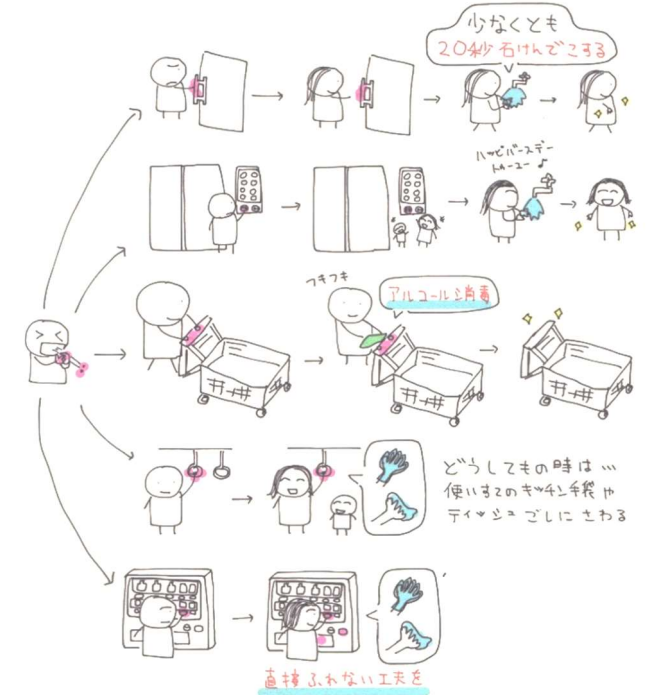 少なくとも
20秒 石けんでこする
ハッピバースデー
トゥーユー♪
フキフキ
アルコール消毒
どうしてもの時は…
使いすてのキッチン手袋や
ティッシュごしにさわる
直接ふれない工夫を